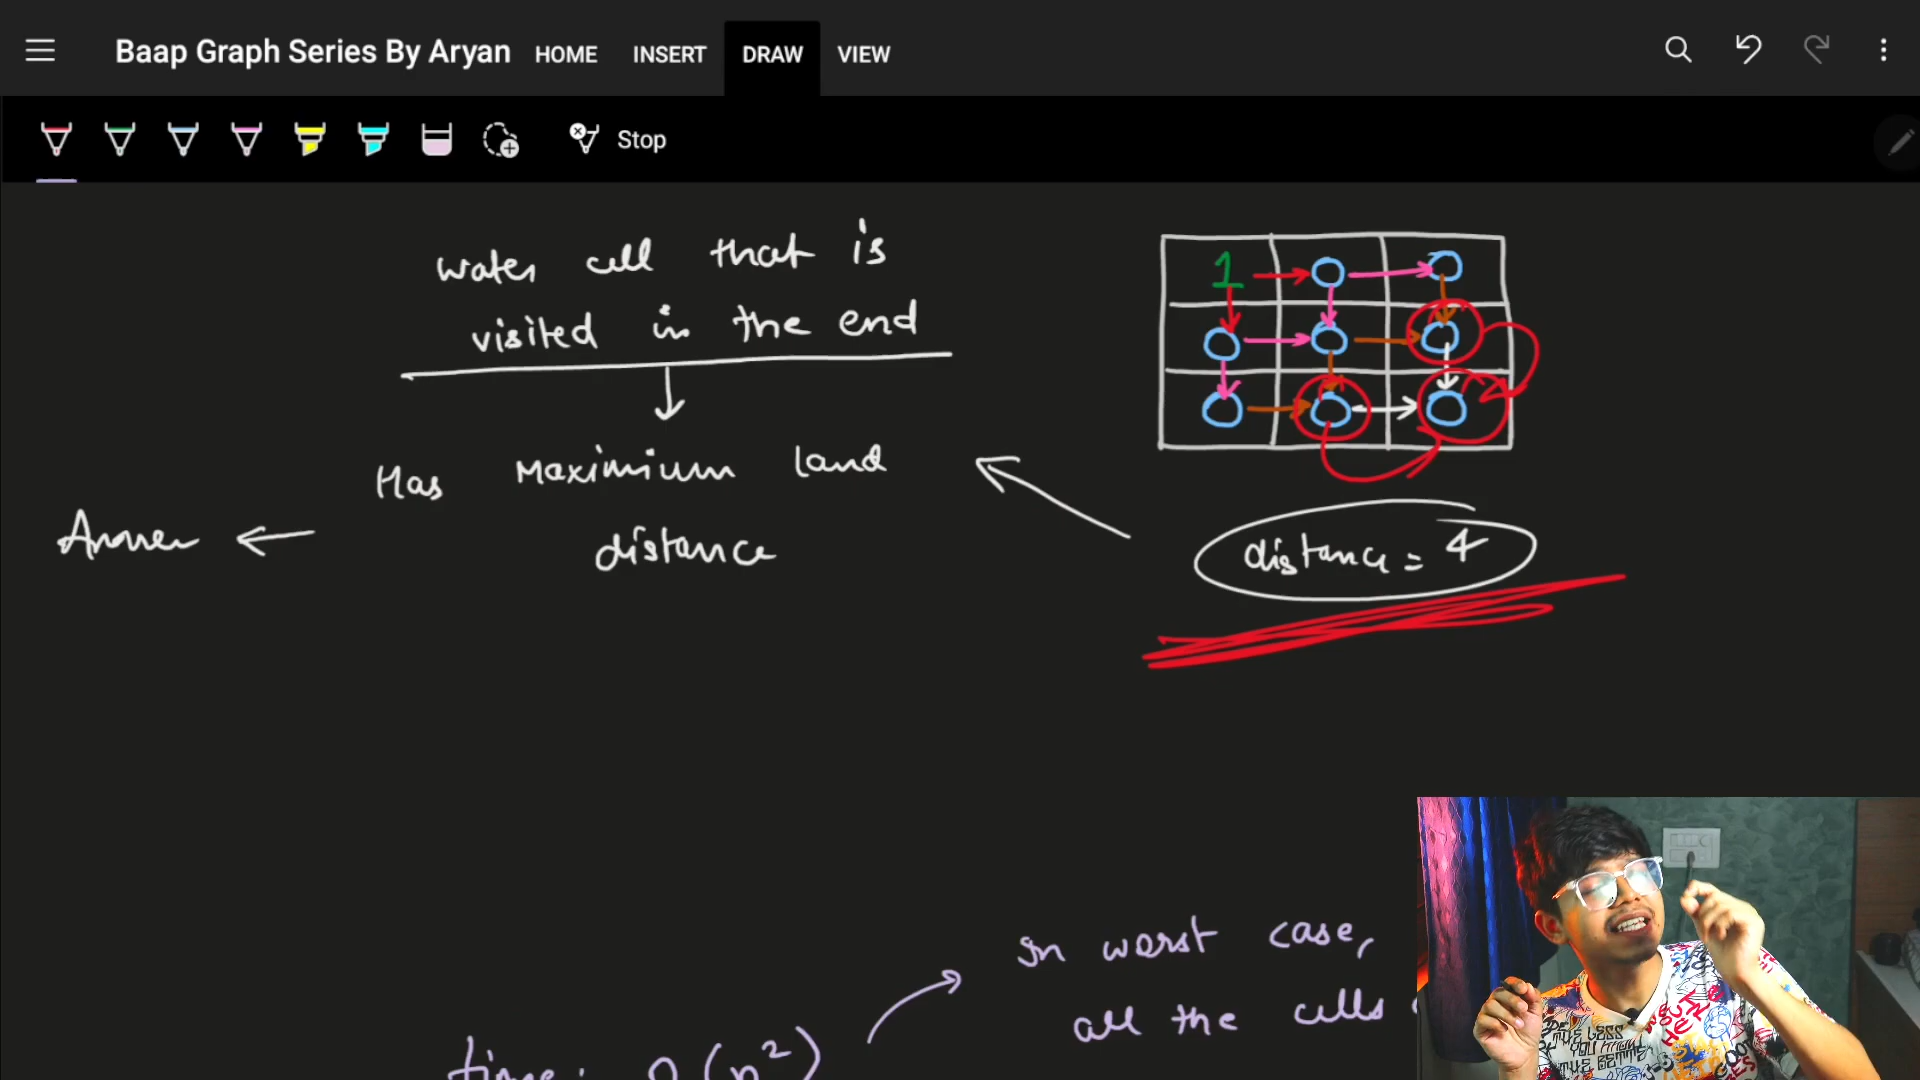 Baap Graph Series By Aryan HOME INSERT DRAW VIEW
Stop
water cell that is
visited in the end
Has Maximium land
distance
Answer
1
distance = 4
In worst case,
all the cells
time: O(n²)